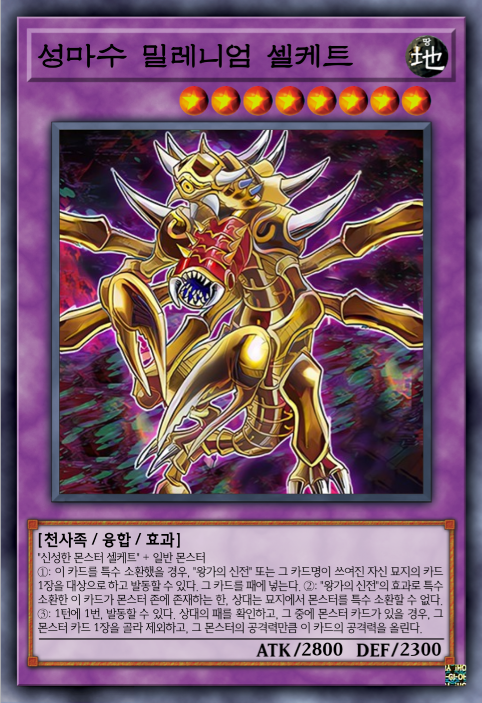 성마수 밀레니엄 셀케트
땅
地
[천사족 / 융합 / 효과]
"신성한 몬스터 셀케트" + 일반 몬스터
①: 이 카드를 특수 소환했을 경우, "왕가의 신전" 또는 그 카드명이 쓰여진 자신 묘지의 카드
1장을 대상으로 하고 발동할 수 있다. 그 카드를 패에 넣는다. ②: "왕가의 신전"의 효과로 특수
소환한 이 카드가 몬스터 존에 존재하는 한, 상대는 묘지에서 몬스터를 특수 소환할 수 없다.
③: 1턴에 1번, 발동할 수 있다. 상대의 패를 확인하고, 그 중에 몬스터 카드가 있을 경우, 그
몬스터 카드 1장을 골라 제외하고, 그 몬스터의 공격력만큼 이 카드의 공격력을 올린다.
ATK/2800 DEF/2300